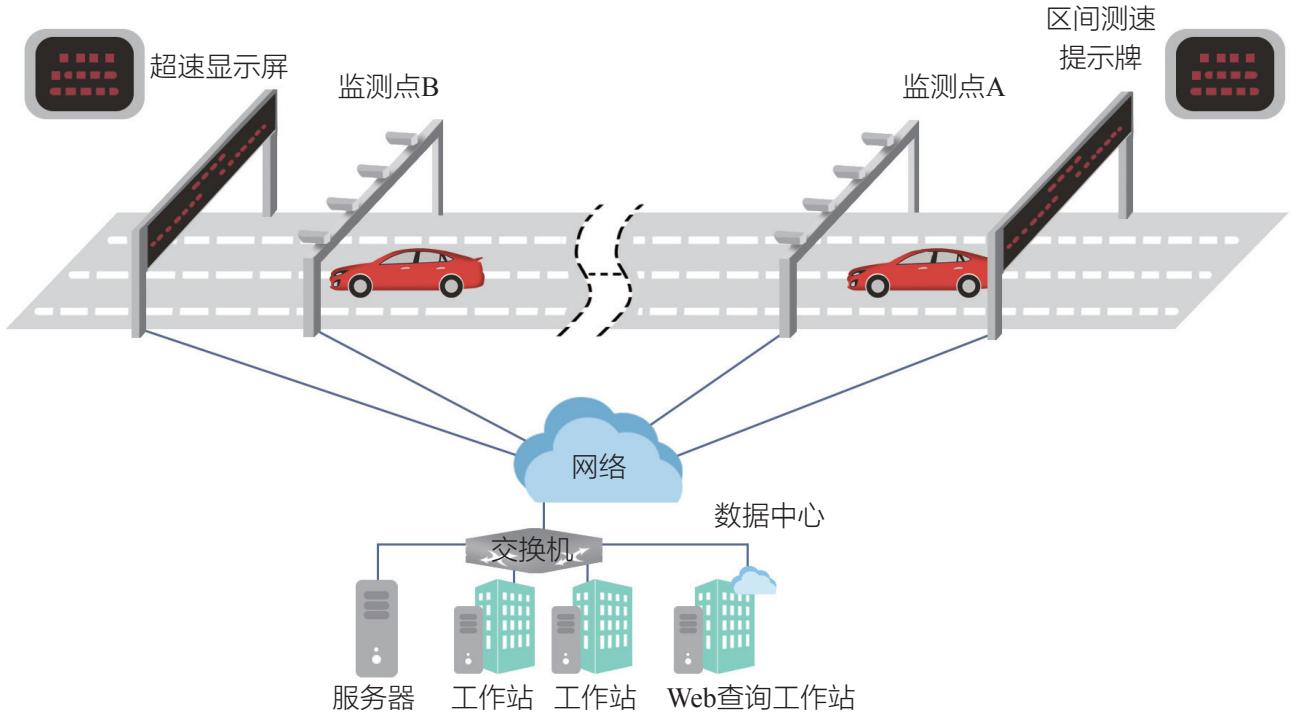 超速显示屏
监测点B
监测点A
区间测速
提示牌
网络
数据中心
交换机
服务器
工作站
工作站
Web查询工作站